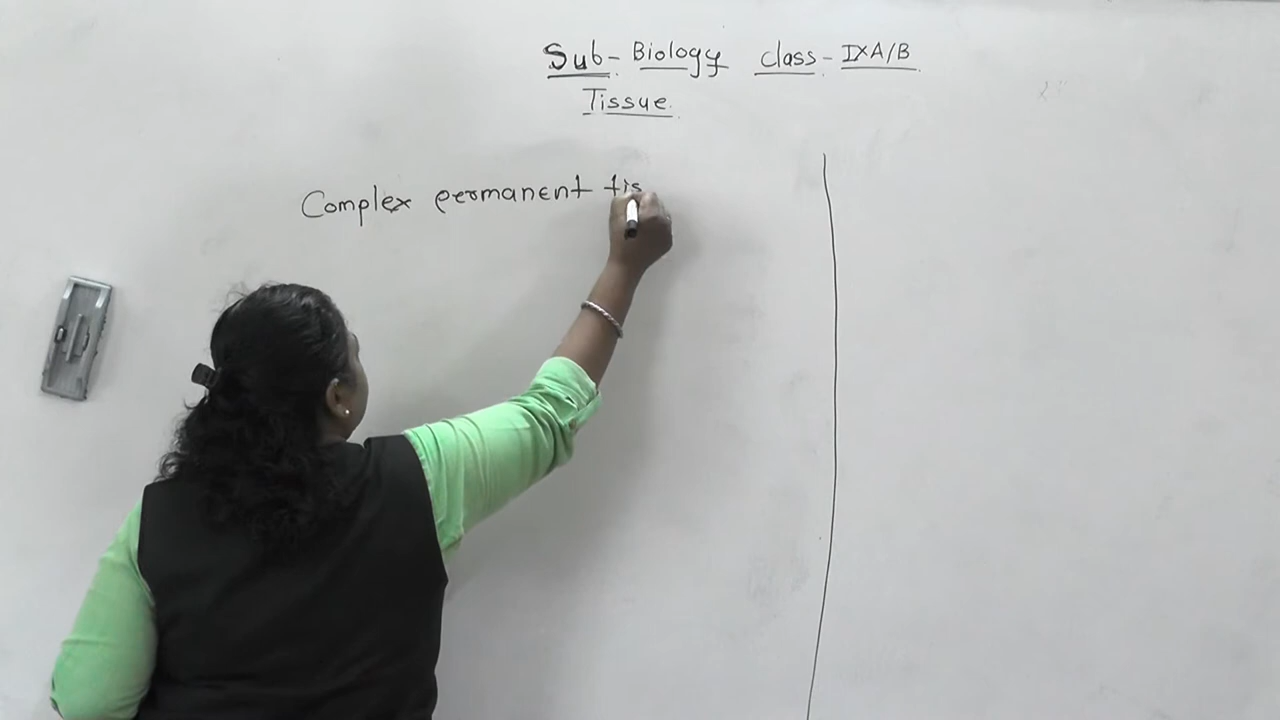 Sub- Biology class- IXA/B
Tissue.
Complex permanent tis